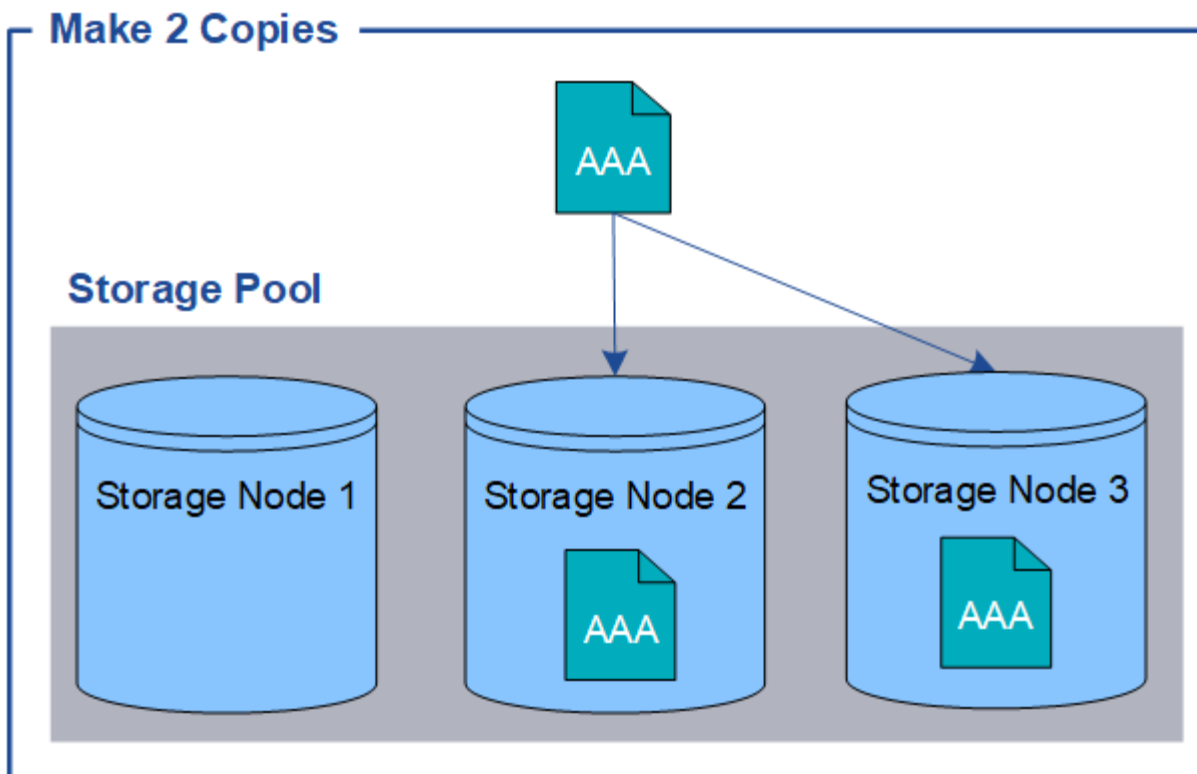 Make 2 Copies
AAA
Storage Pool
Storage Node 1
Storage Node 2
Storage Node 3
AAA
AAA